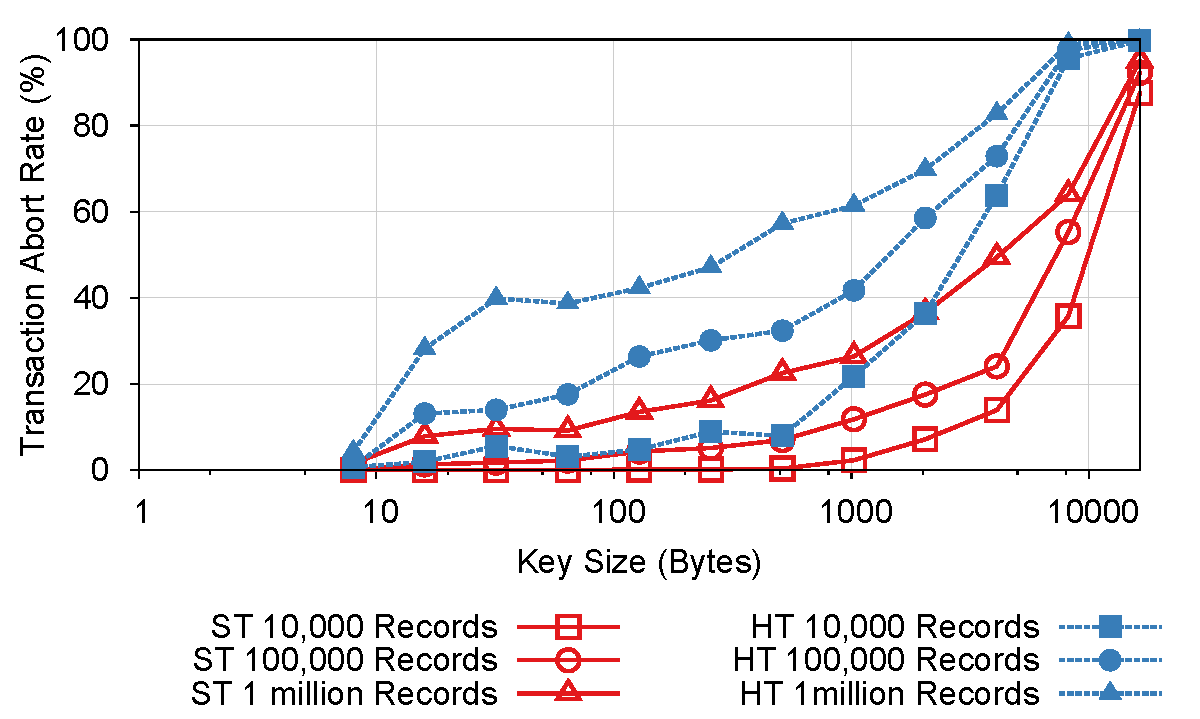 Transaction Abort Rate (%)
100
80
60
40
20
0
1 10 100 1000 10000
Key Size (Bytes)
ST 10,000 Records HT 10,000 Records
ST 100,000 Records HT 100,000 Records
ST 1 million Records HT 1million Records